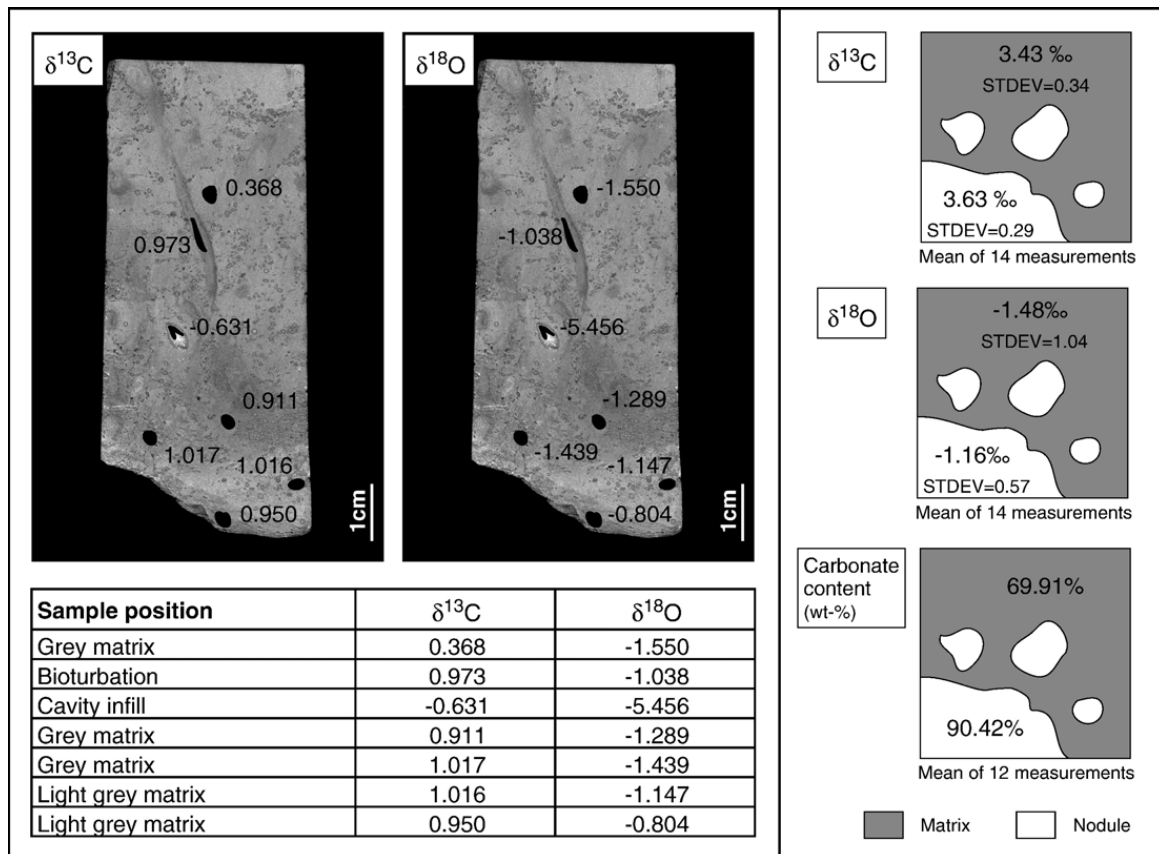 δ13C
0.368
0.973
-0.631
0.911
1.017
1.016
0.950
1cm
δ18O
-1.550
-1.038
-5.456
-1.289
-1.439
-1.147
-0.804
1cm
Sample position δ13C δ18O
Grey matrix 0.368 -1.550
Bioturbation 0.973 -1.038
Cavity infill -0.631 -5.456
Grey matrix 0.911 -1.289
Grey matrix 1.017 -1.439
Light grey matrix 1.016 -1.147
Light grey matrix 0.950 -0.804
δ13C
3.43 ‰
STDEV=0.34
3.63 ‰
STDEV=0.29
Mean of 14 measurements
δ18O
-1.48‰
STDEV=1.04
-1.16‰
STDEV=0.57
Mean of 14 measurements
Carbonate
content
(wt-%)
69.91%
90.42%
Mean of 12 measurements
Matrix
Nodule